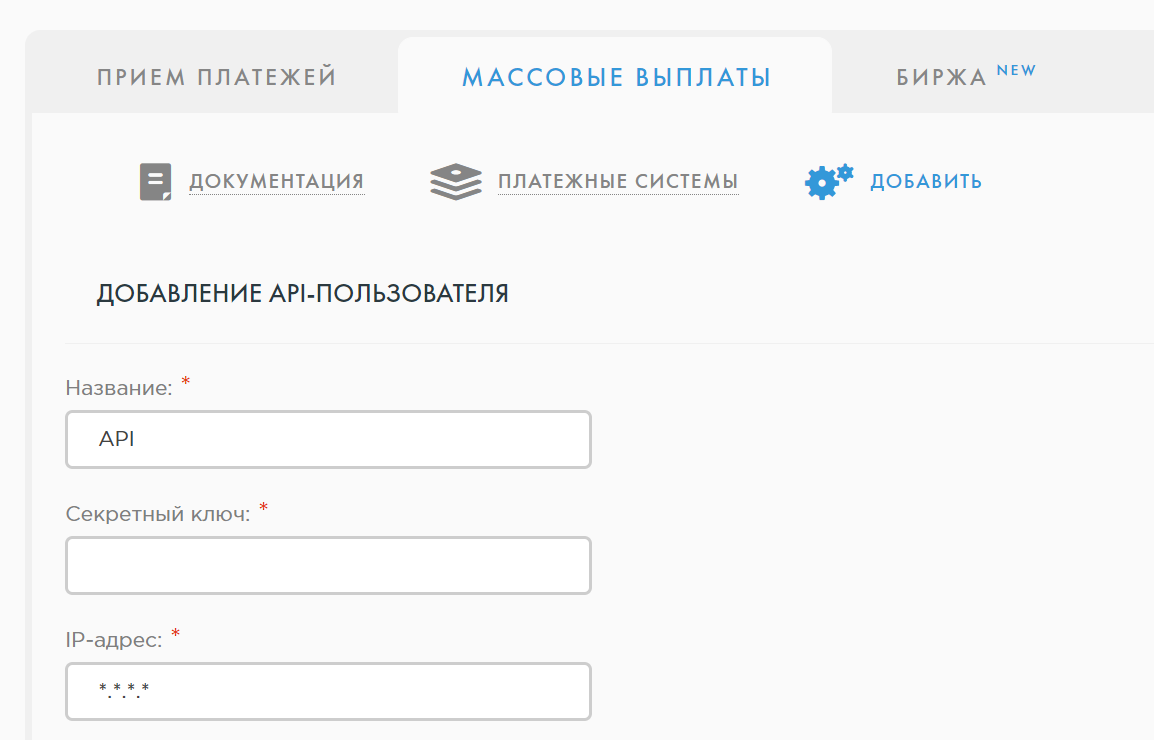 ПРИЕМ ПЛАТЕЖЕЙ МАССОВЫЕ ВЫПЛАТЫ БИРЖА NEW
ДОКУМЕНТАЦИЯ ПЛАТЕЖНЫЕ СИСТЕМЫ ДОБАВИТЬ
ДОБАВЛЕНИЕ API-ПОЛЬЗОВАТЕЛЯ
Название: *
API
Секретный ключ: *
IP-адрес: *
*.*.*.*